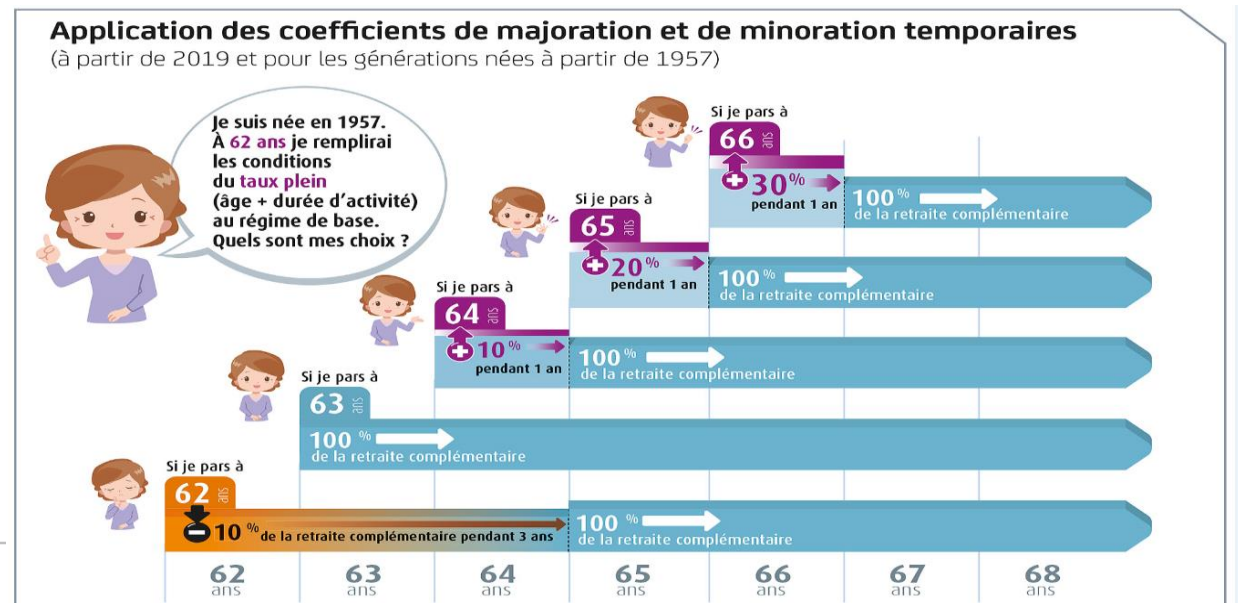 Application des coefficients de majoration et de minoration temporaires
(à partir de 2019 et pour les générations nées à partir de 1957)
Je suis née en 1957.
À 62 ans je remplirai
les conditions
du taux plein
(âge + durée d'activité)
au régime de base.
Quels sont mes choix ?
Si je pars à
66 ans
+ 30 % pendant 1 an
100 %
de la retraite complémentaire
Si je pars à
65 ans
+ 20 %
pendant 1 an
100 %
de la retraite complémentaire
Si je pars à
64 ans
+ 10 %
pendant 1 an
100 %
de la retraite complémentaire
Si je pars à
63 ans
100 %
de la retraite complémentaire
Si je pars à
62 ans
- 10 % de la retraite complémentaire pendant 3 ans
100 %
de la retraite complémentaire
62 63 64 65 66 67 68
ans ans ans ans ans ans ans